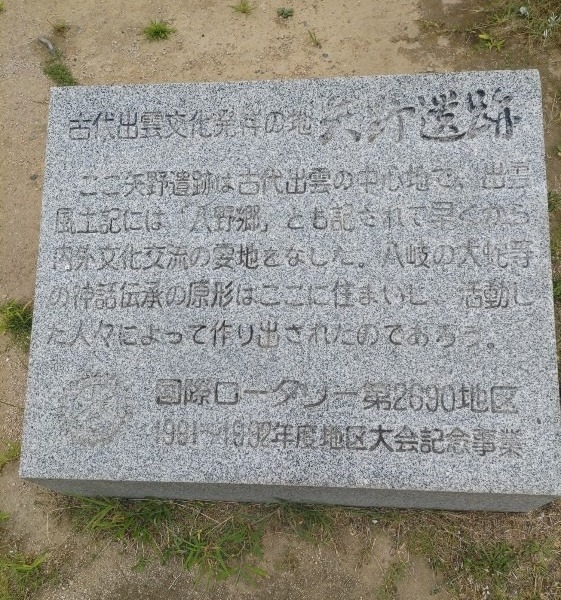 古代出雲文化発祥の地 矢野遺跡
ここ矢野遺跡は古代出雲の中心地で、出雲
風土記には「八野郷」とも記されて早くから
内外文化交流の要地をなした。八岐の大蛇等
の神話伝承の原形はここに住まいし、活動し
た人々によって作り出されたのであろう。
国際ロータリー第2690地区
1991~1992年度地区大会記念事業